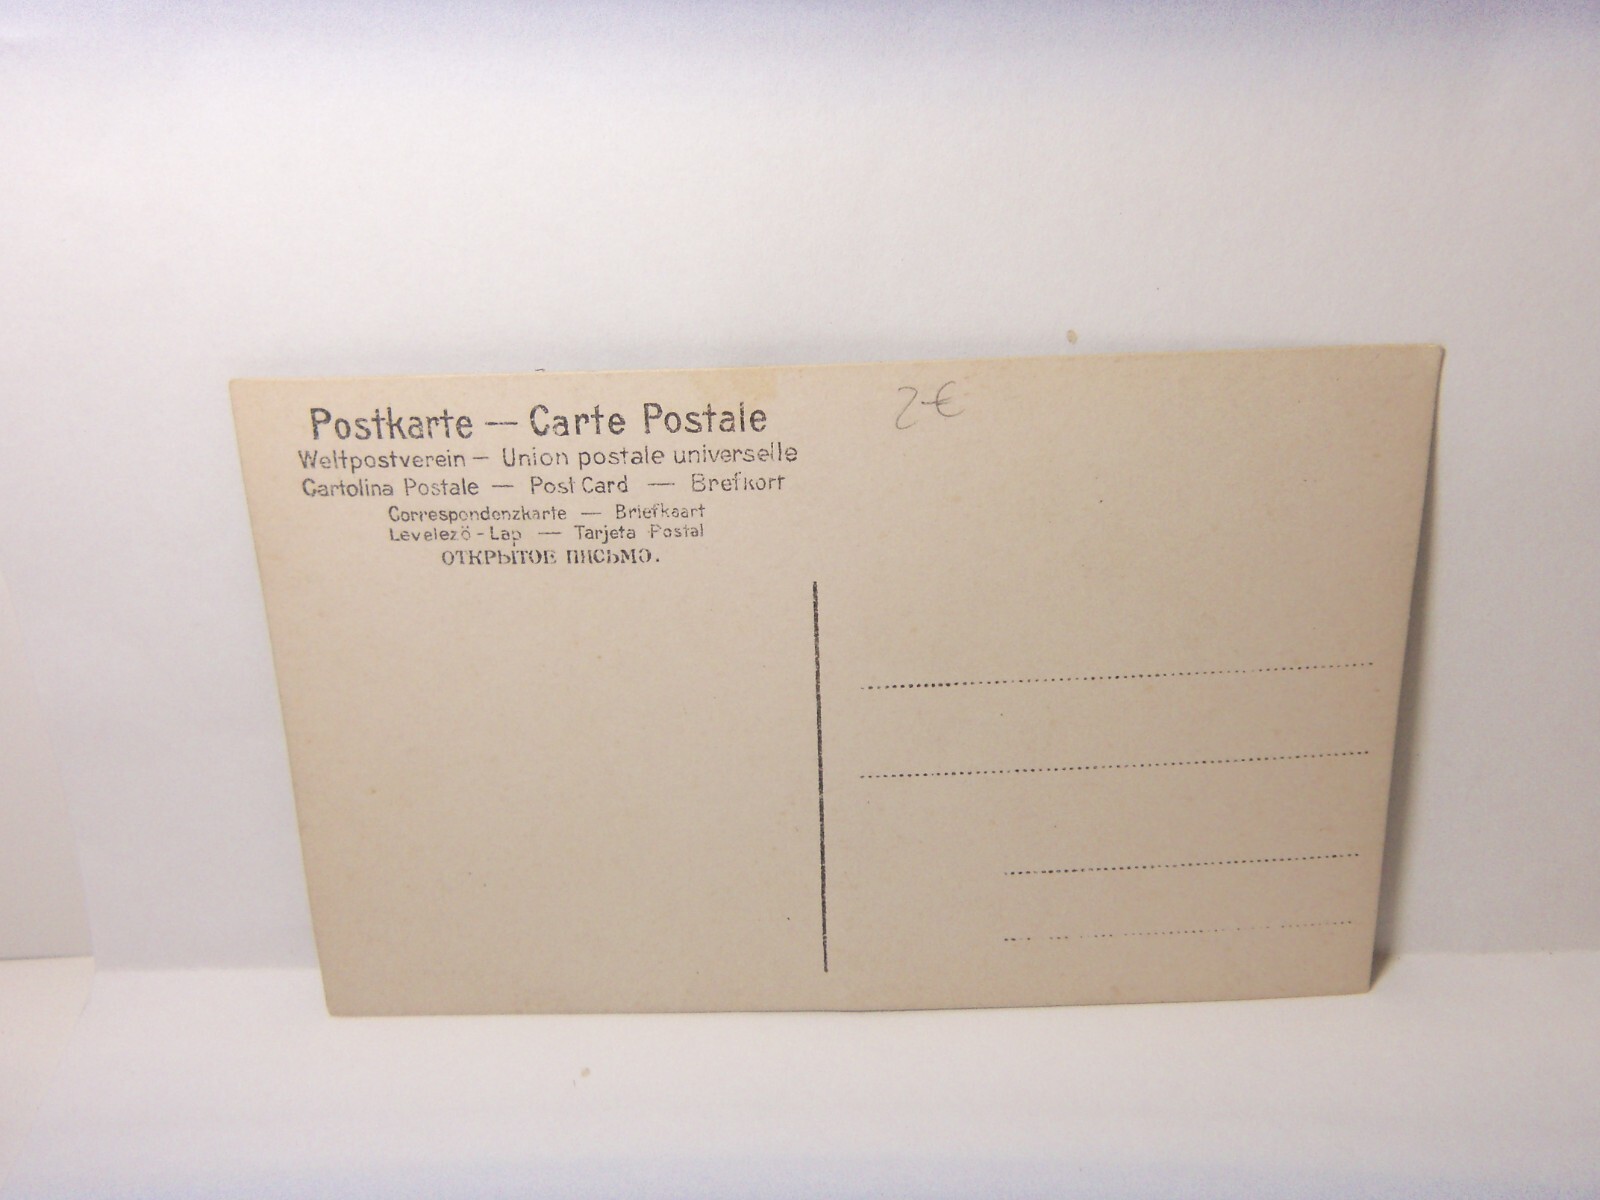 Postkarte — Carte Postale
2€
Weltpostverein — Union postale universelle
Cartolina Postale — Post Card — Brefkort
Correspondenzkarte — Briefkaart
Levelező - Lap — Tarjeta Postal
ОТКРЫТОЕ ПИСЬМО.